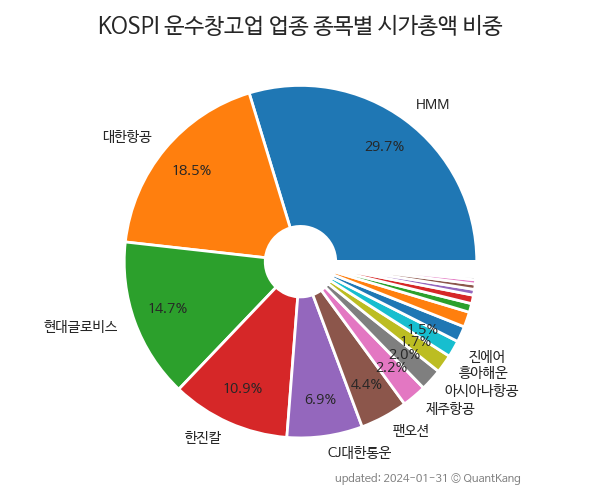 KOSPI 운수창고업 업종 종목별 시가총액 비중
HMM
29.7%
대한항공
18.5%
현대글로비스
14.7%
한진칼
10.9%
CJ대한통운
6.9%
팬오션
4.4%
제주항공
2.2%
아시아나항공
2.0%
흥아해운
1.7%
진에어
1.5%
updated: 2024-01-31 © QuantKang